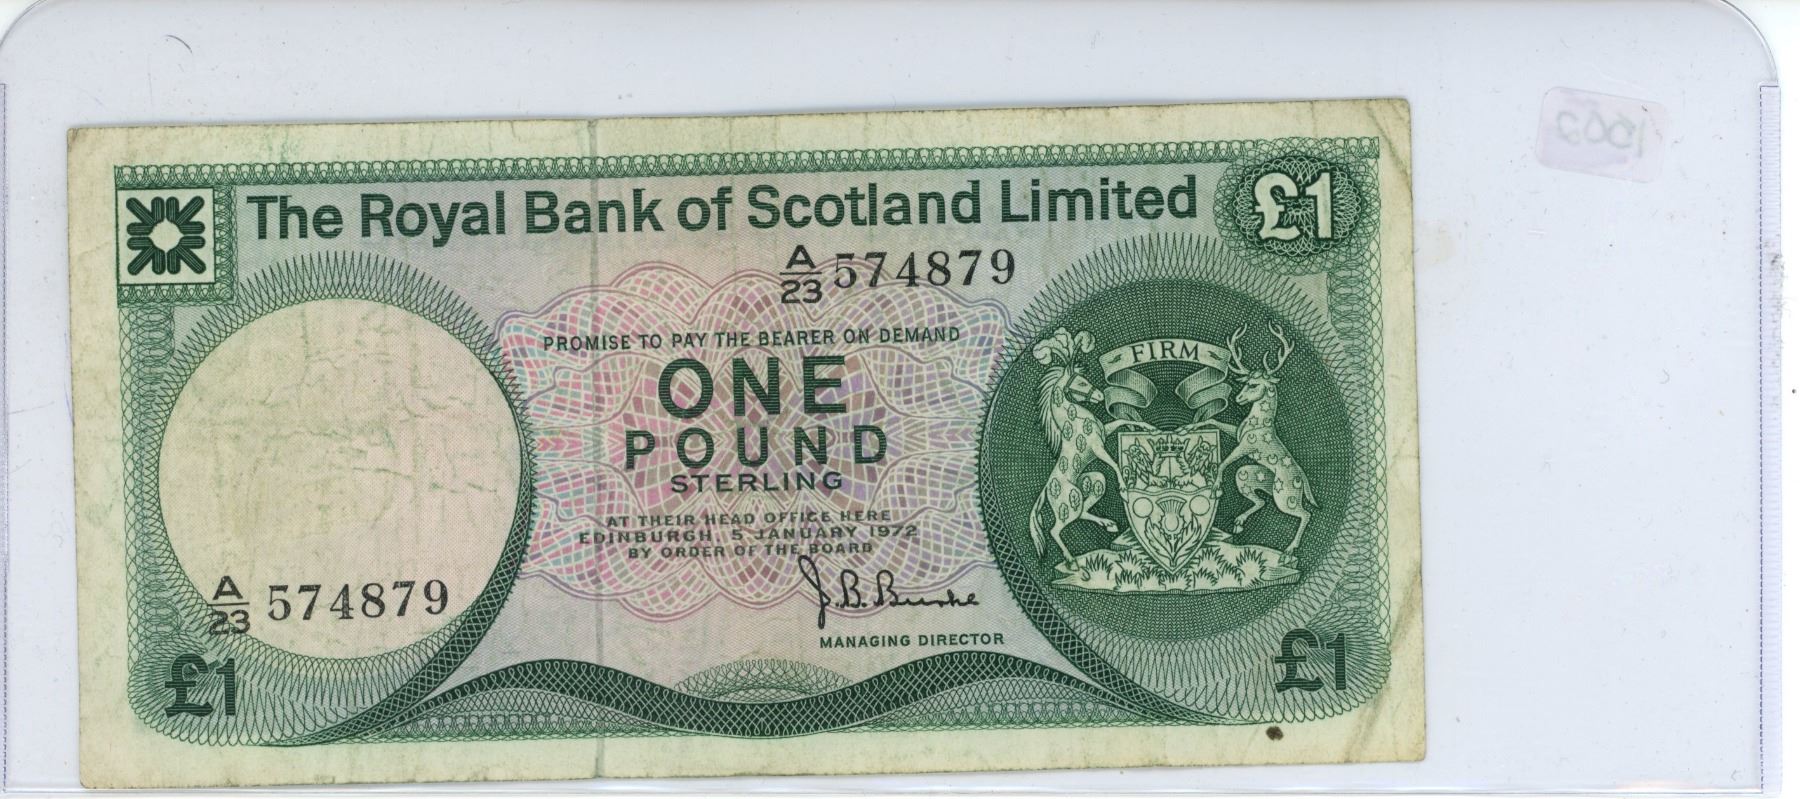 The Royal Bank of Scotland Limited
£1
A/23 574879
PROMISE TO PAY THE BEARER ON DEMAND
ONE
POUND
STERLING
AT THEIR HEAD OFFICE HERE
EDINBURGH, 5 JANUARY 1972
BY ORDER OF THE BOARD
J. B. Burke
MANAGING DIRECTOR
FIRM
A/23 574879
£1
£1